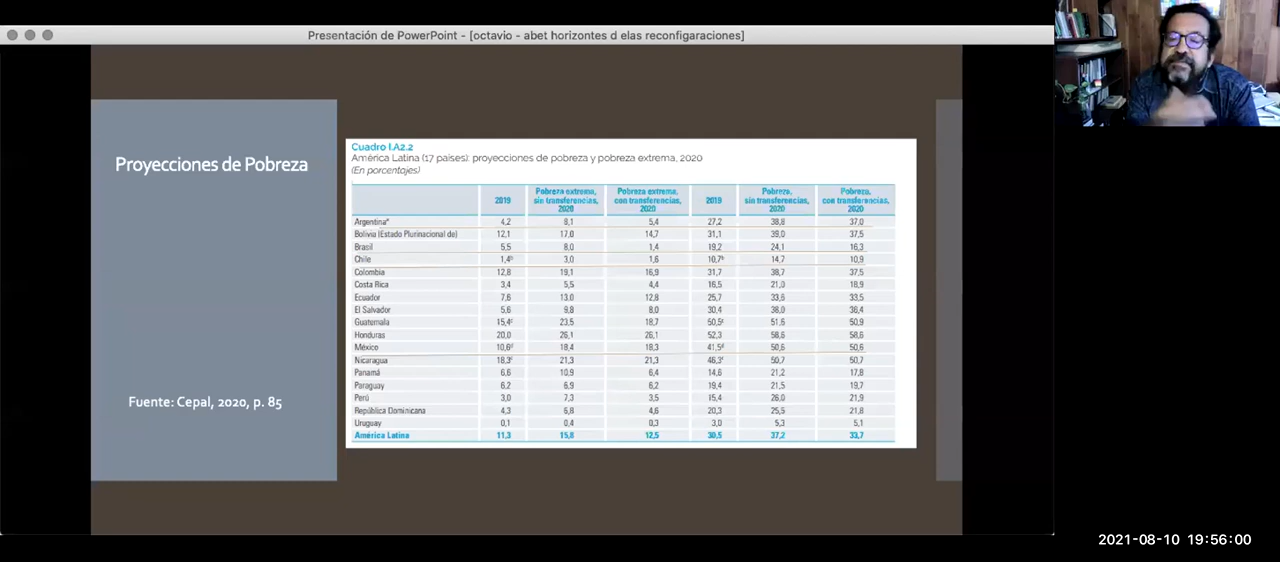 Presentación de PowerPoint - [octavio - abet horizontes d elas reconfigaraciones]
Proyecciones de Pobreza
Fuente: Cepal, 2020, p. 85
Cuadro I.A2.2
América Latina (17 países): proyecciones de pobreza y pobreza extrema, 2020
(En porcentajes)
2019 Pobreza extrema, sin transferencias, 2020 Pobreza extrema, con transferencias, 2020 2019 Pobreza, sin transferencias, 2020 Pobreza, con transferencias, 2020
Argentina 4,2 8,1 5,4 27,2 38,8 37,0
Bolivia (Estado Plurinacional de) 12,1 17,0 14,7 31,1 39,0 37,5
Brasil 5,5 8,0 1,4 19,2 24,1 16,3
Chile 1,4ᵇ 3,0 1,6 10,7ᵇ 14,7 10,9
Colombia 12,8 19,1 16,9 31,7 38,7 37,5
Costa Rica 3,4 5,5 4,4 16,5 21,0 18,9
Ecuador 7,6 13,0 12,8 25,7 33,6 33,5
El Salvador 5,6 9,8 8,0 30,4 38,0 36,4
Guatemala 15,4ᶜ 23,5 18,7 50,5ᶜ 51,6 50,9
Honduras 20,0 26,1 26,1 52,3 58,6 58,6
México 10,6ᵈ 18,4 18,3 41,5ᵈ 50,6 50,6
Nicaragua 18,3 21,3 21,3 46,3 50,7 50,7
Panamá 6,6 10,9 6,4 14,6 21,2 17,8
Paraguay 6,2 6,9 6,2 19,4 21,5 19,7
Perú 3,0 7,3 3,5 15,4 26,0 21,9
República Dominicana 4,3 6,8 4,6 20,3 25,5 21,8
Uruguay 0,1 0,4 0,3 3,0 5,3 5,1
América Latina 11,3 15,8 12,5 30,5 37,2 33,7
2021-08-10 19:56:00